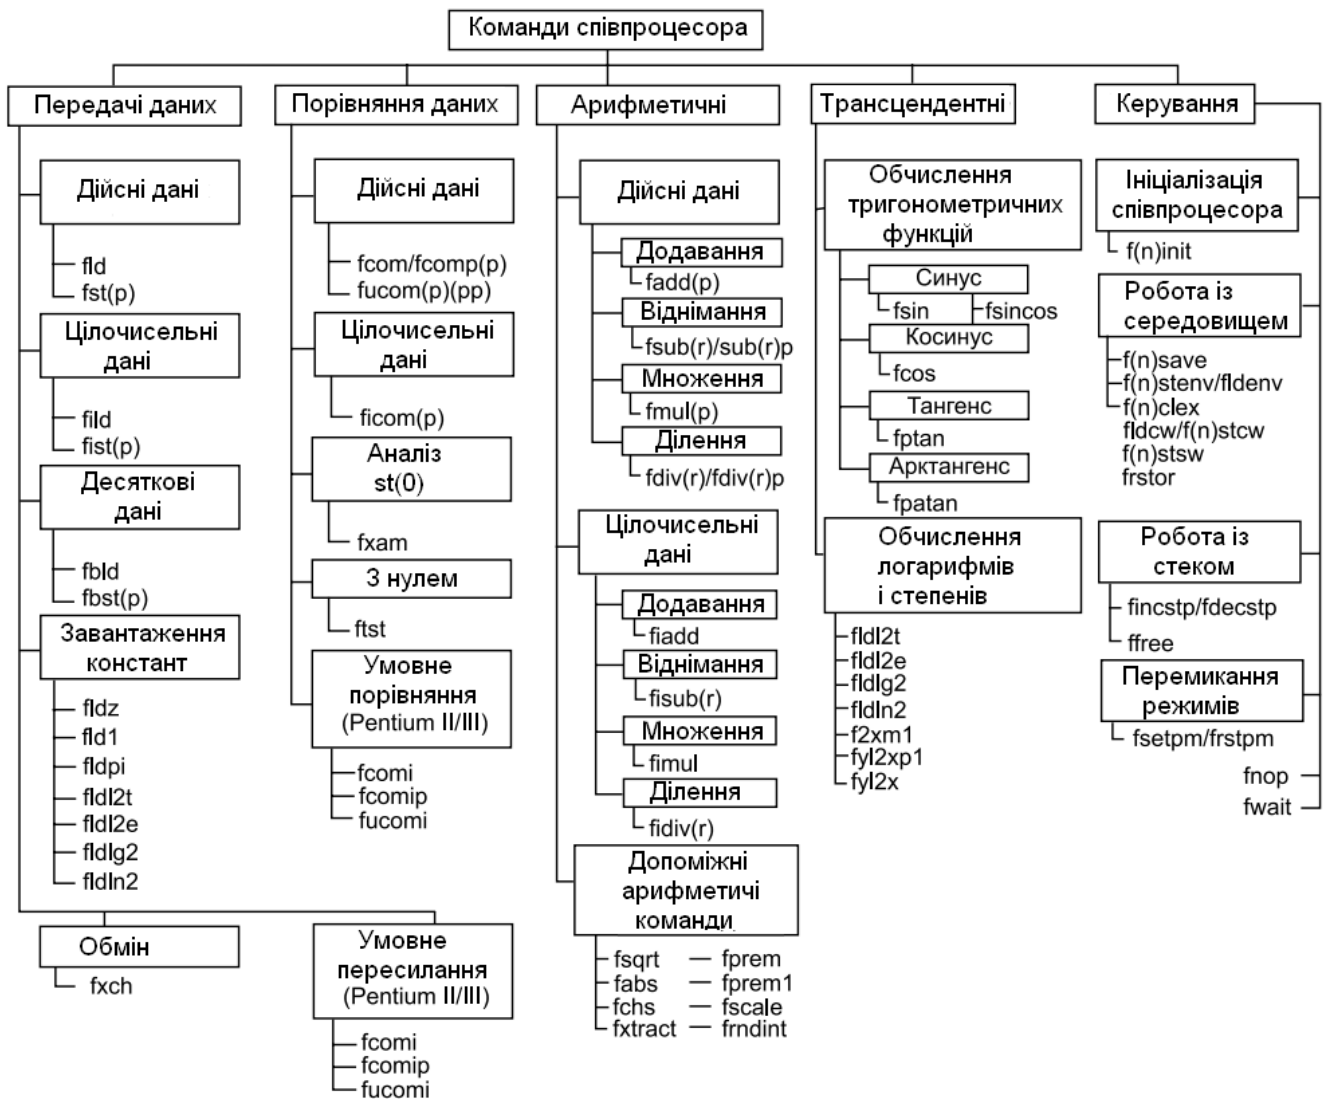 Команди співпроцесора
Передачі даних
Дійсні дані
fld
fst(p)
Цілочисельні
дані
fild
fist(p)
Десяткові
дані
fbld
fbst(p)
Завантаження
констант
fldz
fld1
fldpi
fldl2t
fldl2e
fldlg2
fldln2
Обмін
fxch
Умовне
пересилання
(Pentium II/III)
fcomi
fcomip
fucomi
Порівняння даних
Дійсні дані
fcom/fcomp(p)
fucom(p)(pp)
Цілочисельні
дані
ficom(p)
Аналіз
st(0)
fxam
З нулем
ftst
Умовне
порівняння
(Pentium II/III)
fcomi
fcomip
fucomi
Арифметичні
Дійсні дані
Додавання
fadd(p)
Віднімання
fsub(r)/sub(r)p
Множення
fmul(p)
Ділення
fdiv(r)/fdiv(r)p
Цілочисельні
дані
Додавання
fiadd
Віднімання
fisub(r)
Множення
fimul
Ділення
fidiv(r)
Допоміжні
арифметичі
команди
fsqrt — fprem
fabs — fprem1
fchs — fscale
fxtract — frndint
Трансцендентні
Обчислення
тригонометричних
функцій
Синус
fsin fsincos
Косинус
fcos
Тангенс
fptan
Арктангенс
fpatan
Обчислення
логарифмів
і степенів
fldl2t
fldl2e
fldlg2
fldln2
f2xm1
fyl2xp1
fyl2x
Керування
Ініціалізація
співпроцесора
f(n)init
Робота із
середовищем
f(n)save
f(n)stenv/fldenv
f(n)clex
fldcw/f(n)stcw
f(n)stsw
frstor
Робота із
стеком
fincstp/fdecstp
ffree
Перемикання
режимів
fsetpm/frstpm
fnop
fwait